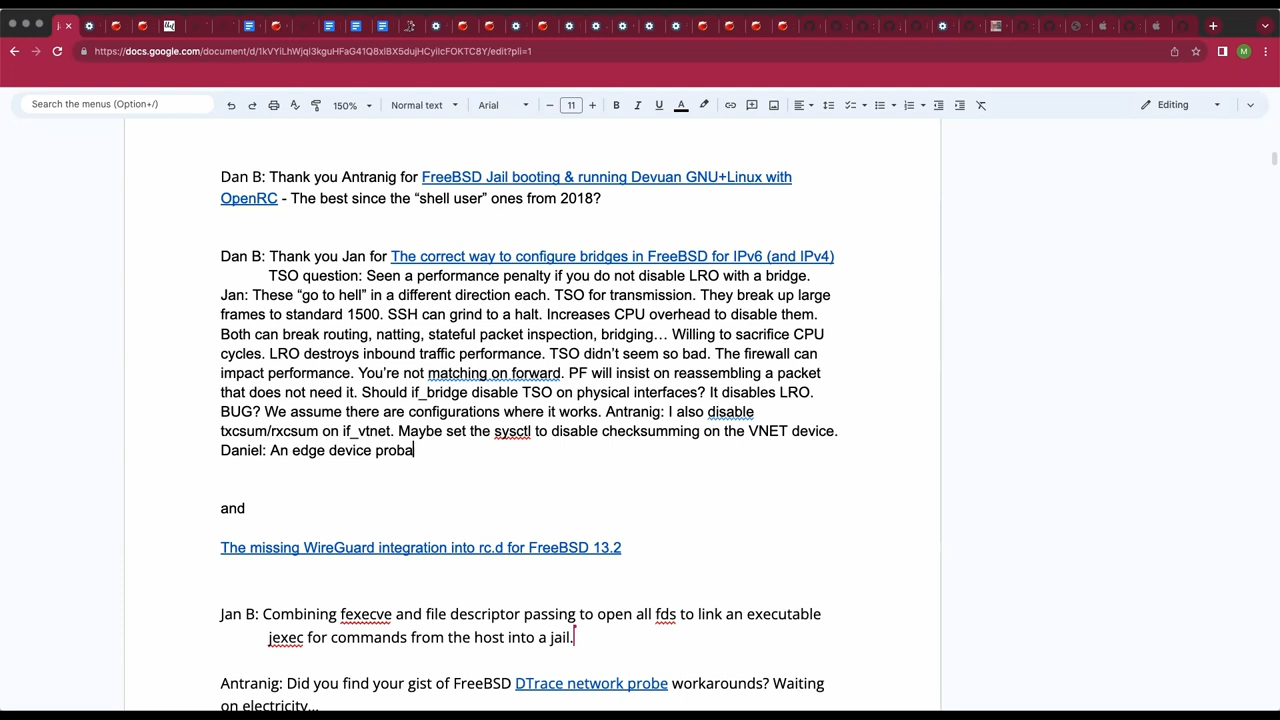 https://docs.google.com/document/d/1kVYiLhWjql3kguHFaG41Q8xlBX5dujHCyiIcFOKTC8Y/edit?pli=1
M
Search the menus (Option+/)
150%
Normal text
Arial
11
B
I
U
A
Editing
Dan B: Thank you Antranig for FreeBSD Jail booting & running Devuan GNU+Linux with
OpenRC - The best since the “shell user” ones from 2018?
Dan B: Thank you Jan for The correct way to configure bridges in FreeBSD for IPv6 (and IPv4)
TSO question: Seen a performance penalty if you do not disable LRO with a bridge.
Jan: These “go to hell” in a different direction each. TSO for transmission. They break up large
frames to standard 1500. SSH can grind to a halt. Increases CPU overhead to disable them.
Both can break routing, natting, stateful packet inspection, bridging… Willing to sacrifice CPU
cycles. LRO destroys inbound traffic performance. TSO didn’t seem so bad. The firewall can
impact performance. You’re not matching on forward. PF will insist on reassembling a packet
that does not need it. Should if_bridge disable TSO on physical interfaces? It disables LRO.
BUG? We assume there are configurations where it works. Antranig: I also disable
txcsum/rxcsum on if_vtnet. Maybe set the sysctl to disable checksumming on the VNET device.
Daniel: An edge device proba
and
The missing WireGuard integration into rc.d for FreeBSD 13.2
Jan B: Combining fexecve and file descriptor passing to open all fds to link an executable
jexec for commands from the host into a jail.
Antranig: Did you find your gist of FreeBSD DTrace network probe workarounds? Waiting
on electricity...